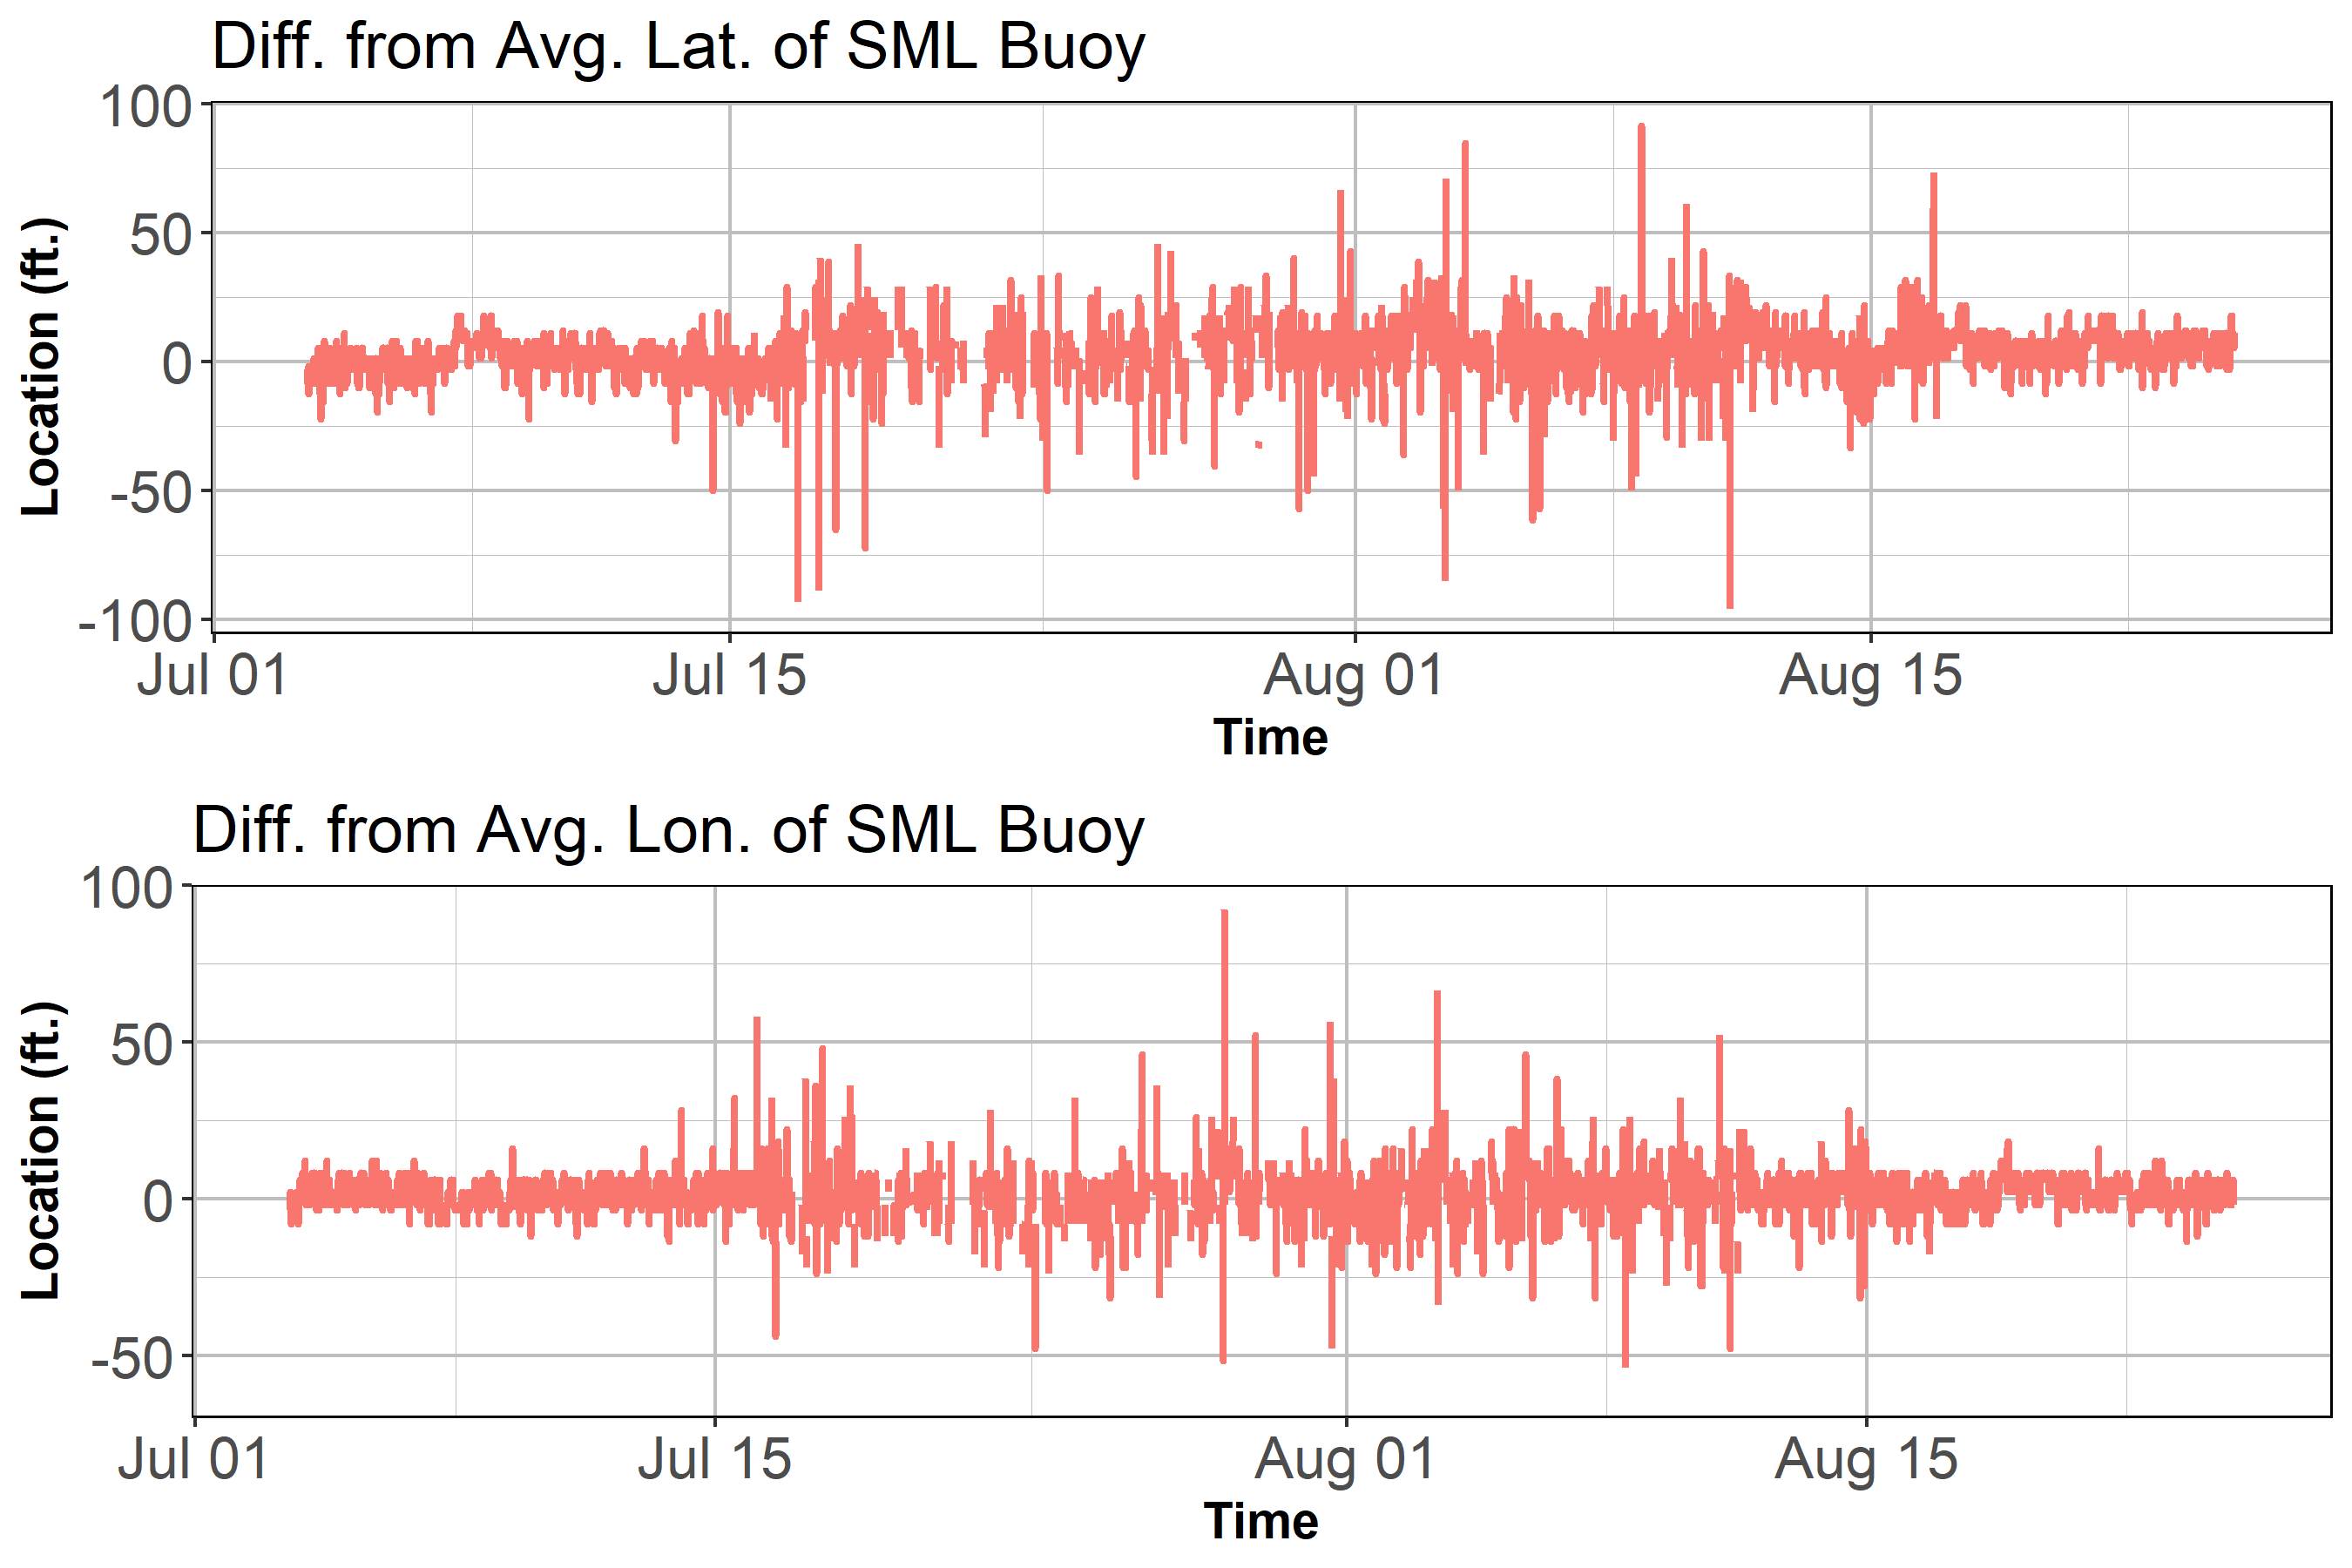 Diff. from Avg. Lat. of SML Buoy
Location (ft.)
100
50
0
-50
-100
Jul 01 Jul 15 Aug 01 Aug 15
Time
Diff. from Avg. Lon. of SML Buoy
Location (ft.)
100
50
0
-50
Jul 01 Jul 15 Aug 01 Aug 15
Time